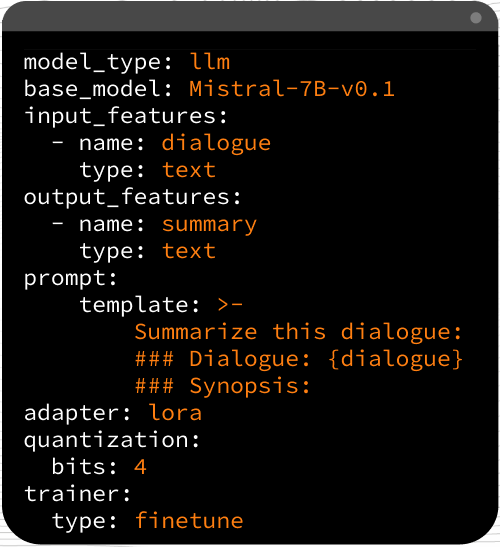 model_type: llm
base_model: Mistral-7B-v0.1
input_features:
  - name: dialogue
    type: text
output_features:
  - name: summary
    type: text
prompt:
    template: >-
        Summarize this dialogue:
        ### Dialogue: {dialogue}
        ### Synopsis:
adapter: lora
quantization:
  bits: 4
trainer:
  type: finetune